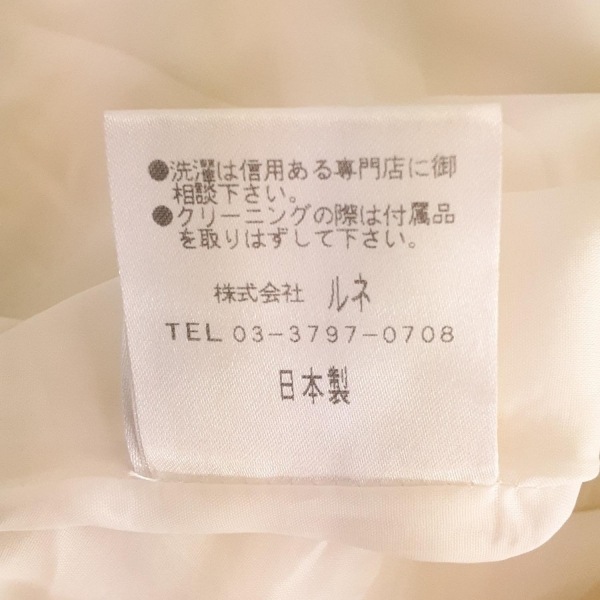 ●洗濯は信用ある専門店に御
相談下さい。
●クリーニングの際は付属品
を取りはずして下さい。
株式会社 ルネ
TEL 03-3797-0708
日本製